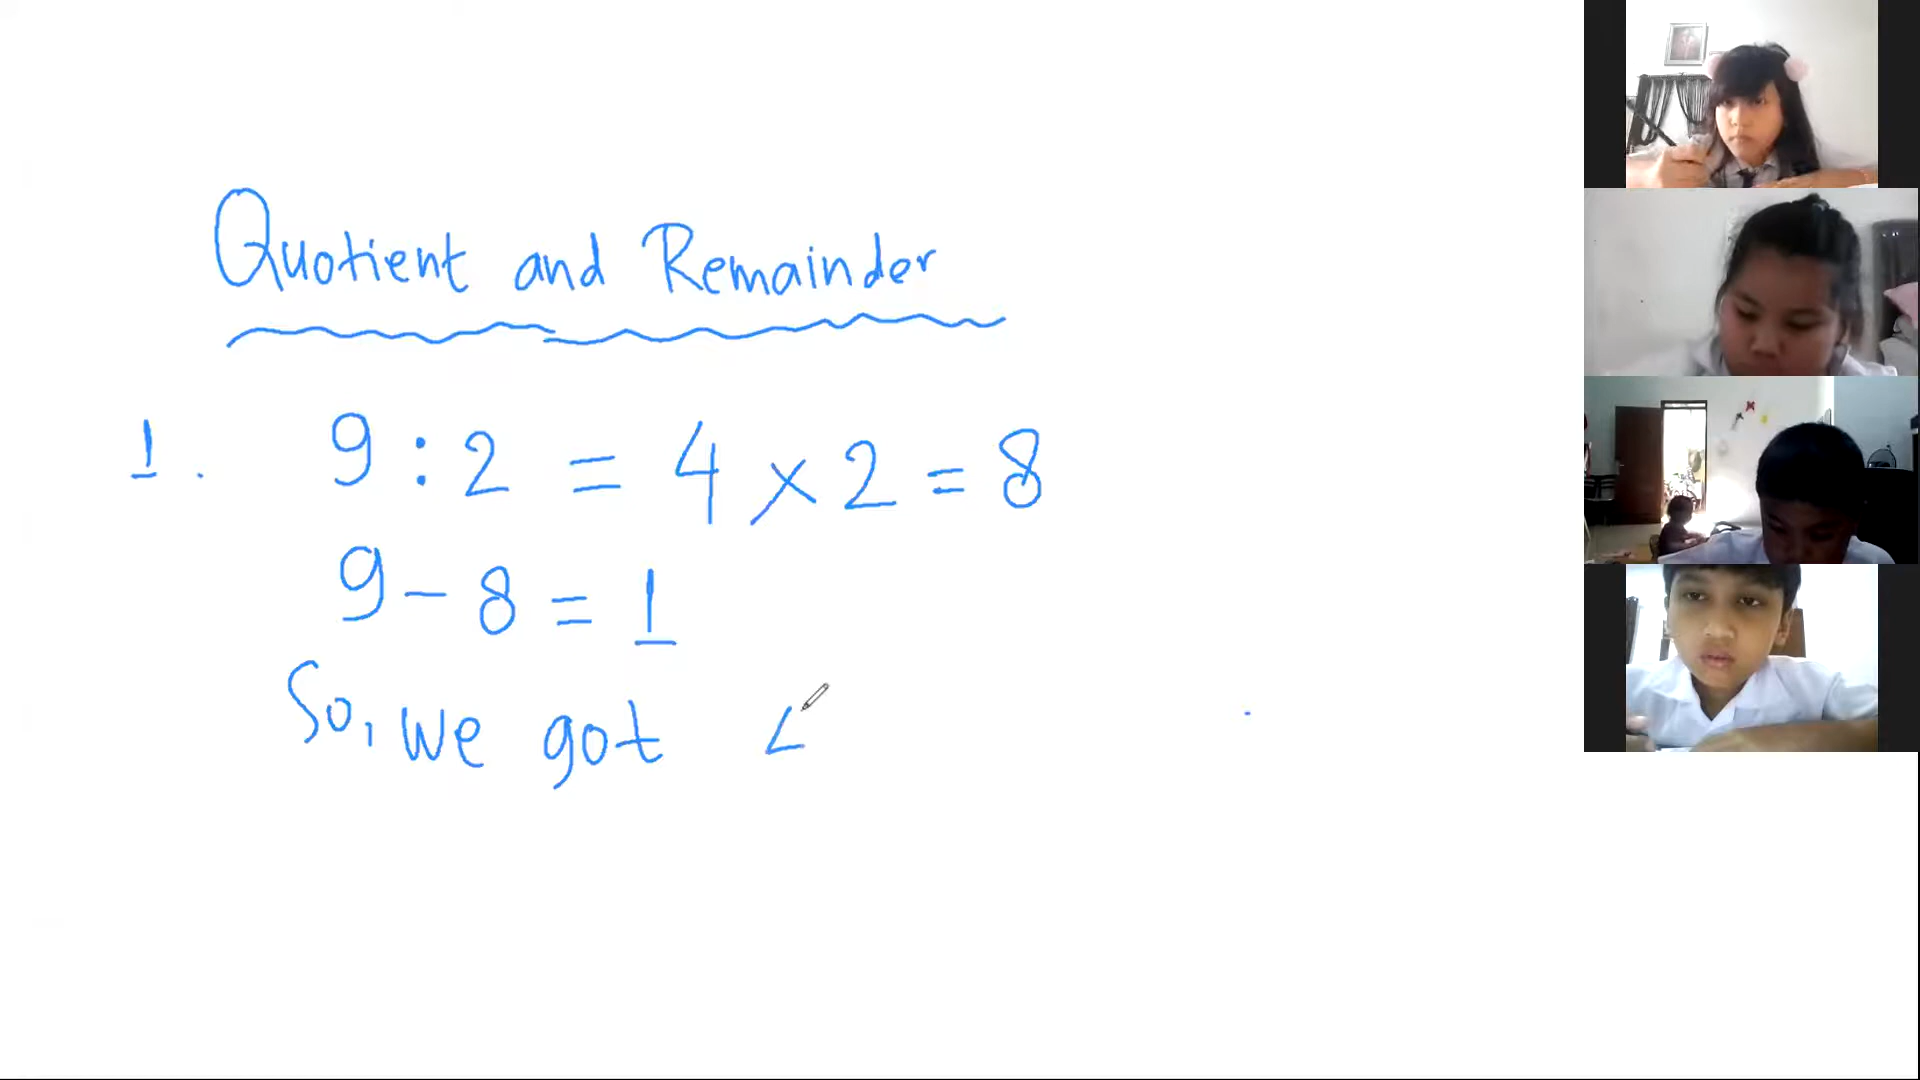 Quotient and Remainder
1. 9 : 2 = 4 × 2 = 8
9 - 8 = 1
So, we got